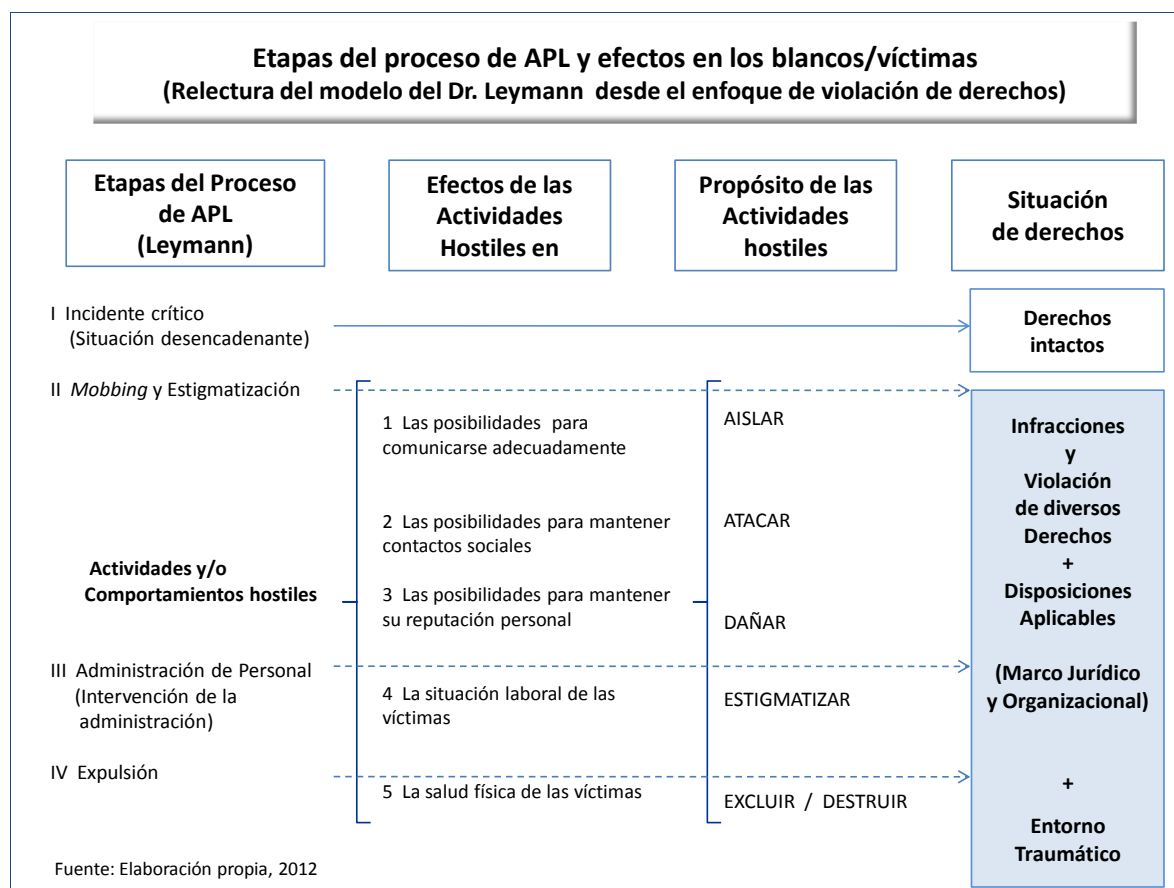 Etapas del proceso de APL y efectos en los blancos/víctimas
(Relectura del modelo del Dr. Leymann desde el enfoque de violación de derechos)
Etapas del Proceso
de APL
(Leymann)
Efectos de las
Actividades
Hostiles en
Propósito de las
Actividades
hostiles
Situación
de derechos
I Incidente crítico
(Situación desencadenante)
Derechos
intactos
II Mobbing y Estigmatización
Actividades y/o
Comportamientos hostiles
III Administración de Personal
(Intervención de la
administración)
IV Expulsión
1 Las posibilidades para
comunicarse adecuadamente
2 Las posibilidades para mantener
contactos sociales
3 Las posibilidades para mantener
su reputación personal
4 La situación laboral de las
víctimas
5 La salud física de las víctimas
AISLAR
ATACAR
DAÑAR
ESTIGMATIZAR
EXCLUIR / DESTRUIR
Infracciones
y
Violación
de diversos
Derechos
+
Disposiciones
Aplicables
(Marco Jurídico
y Organizacional)
+
Entorno
Traumático
Fuente: Elaboración propia, 2012